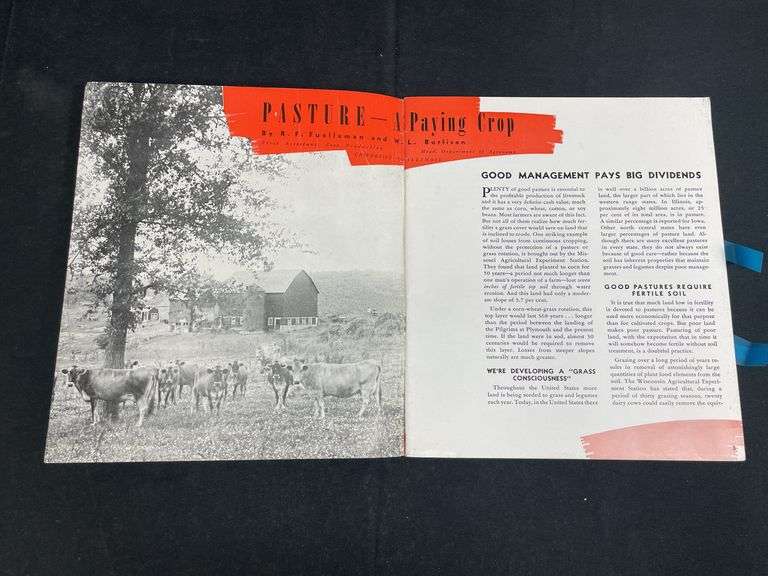 PASTURE — A Paying Crop
By R. F. Fuelleman and W. L. Burlison
GOOD MANAGEMENT PAYS BIG DIVIDENDS
PLENTY of good pasture is essential to
the profitable production of livestock
and it has a very definite cash value, much
the same as corn, wheat, cotton, or soy
beans. Most farmers are aware of this fact.
But not all of them realize how much fer-
tility a grass cover would save on land that
is inclined to erode. One striking example
of soil losses from continuous cropping,
without the protection of a pasture or
grass rotation, is brought out by the Mis-
souri Agricultural Experiment Station.
They found that land planted to corn for
50 years—a period not much longer than
one man's operation of a farm—lost seven
inches of fertile top soil through water
erosion. And this land had only a moder-
ate slope of 3.7 per cent.
Under a corn-wheat-grass rotation, this
top layer would last 368 years . . . longer
than the period between the landing of
the Pilgrims at Plymouth and the present
time. If the land were in sod, almost 30
centuries would be required to remove
this layer. Losses from steeper slopes
naturally are much greater.
WE'RE DEVELOPING A "GRASS
CONSCIOUSNESS"
Throughout the United States more
land is being seeded to grass and legumes
each year. Today, in the United States there
is well over a billion acres of pasture
land, the larger part of which lies in the
western range states. In Illinois, ap-
proximately eight million acres, or 25
per cent of its total area, is in pasture.
A similar percentage is reported for Iowa.
Other north central states have even
larger percentages of pasture land. Al-
though there are many excellent pastures
in every state, they do not always exist
because of good care—rather because the
soil has inherent properties that maintain
grasses and legumes despite poor manage-
ment.
GOOD PASTURES REQUIRE
FERTILE SOIL
It is true that much land low in fertility
is devoted to pastures because it can be
used more economically for that purpose
than for cultivated crops. But poor land
makes poor pasture. Pasturing of poor
land, with the expectation that in time it
will somehow become fertile without soil
treatment, is a doubtful practice.
Grazing over a long period of years re-
sults in removal of astonishingly large
quantities of plant food elements from the
soil. The Wisconsin Agricultural Experi-
ment Station has stated that, during a
period of thirty grazing seasons, twenty
dairy cows could easily remove the equiv-